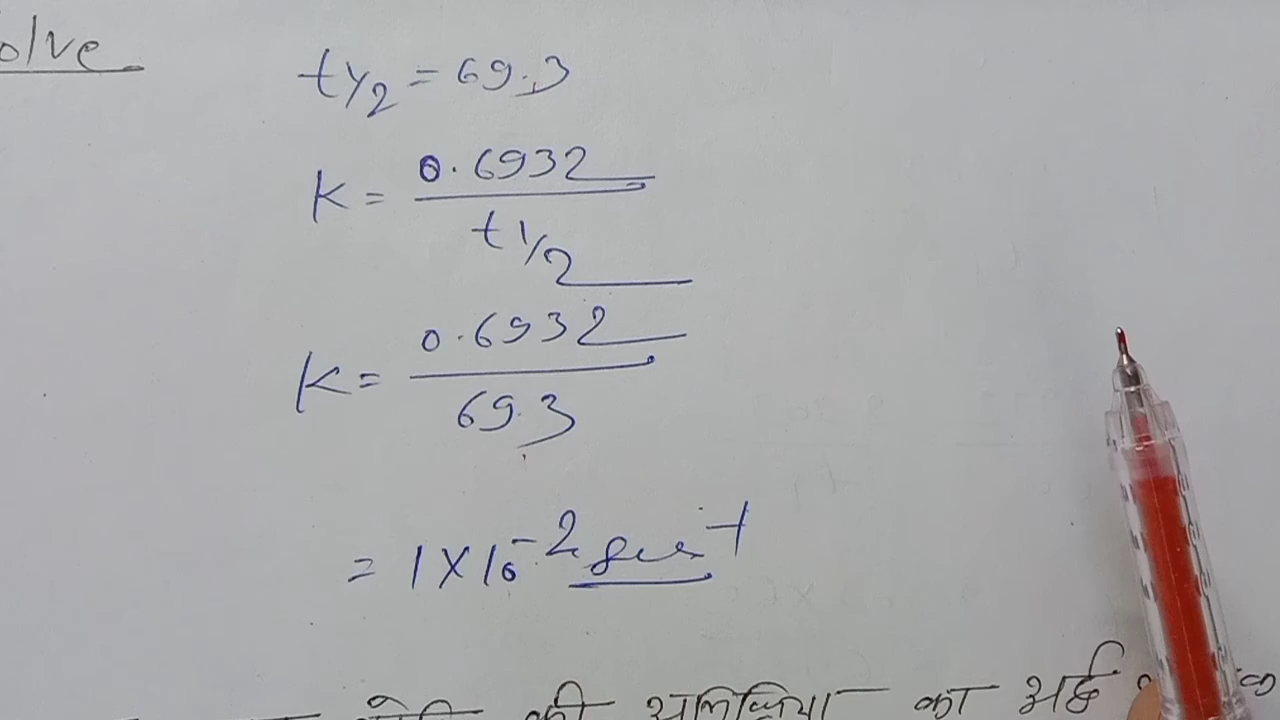 olve
t1/2 = 69.3
K = 0.6932 / t1/2
K = 0.6932 / 69.3
= 1 X 10^-2 sec^-1
की अभिक्रिया का अर्द्ध